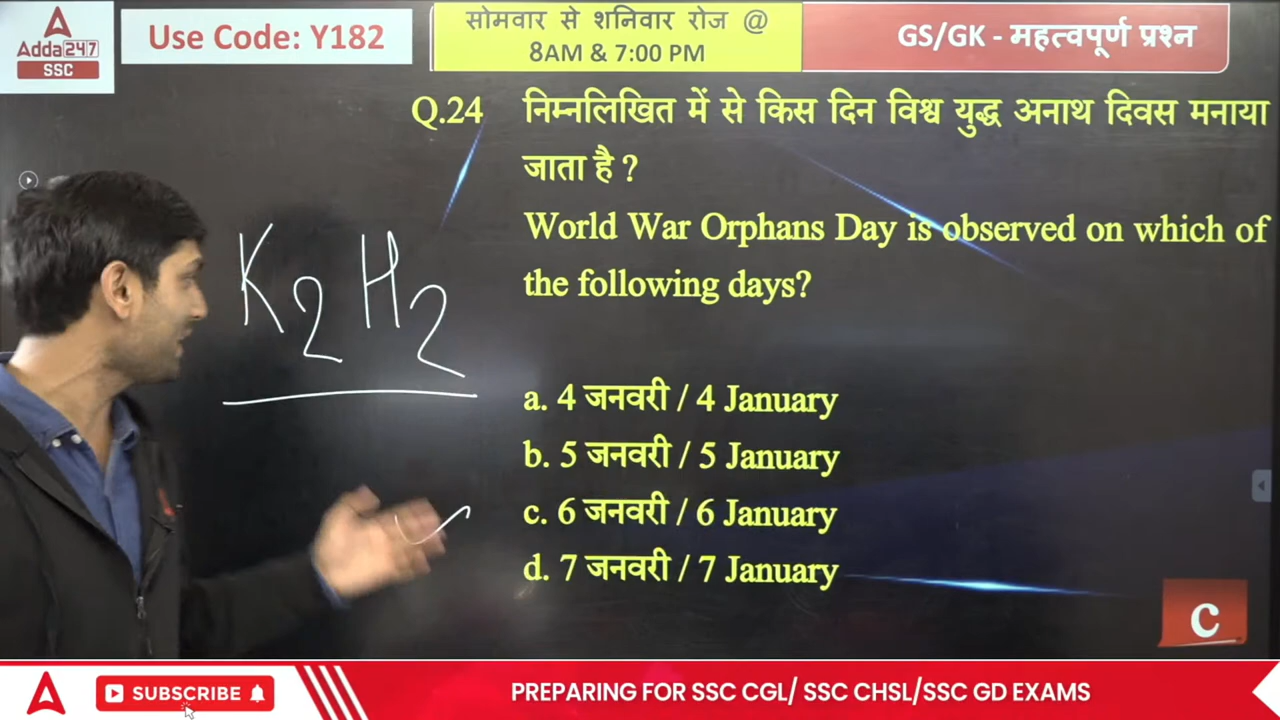 Adda247
SSC
Use Code: Y182
सोमवार से शनिवार रोज @
8AM & 7:00 PM
GS/GK - महत्वपूर्ण प्रश्न
Q.24 निम्नलिखित में से किस दिन विश्व युद्ध अनाथ दिवस मनाया
जाता है ?
World War Orphans Day is observed on which of
the following days?
K2H2
a. 4 जनवरी / 4 January
b. 5 जनवरी / 5 January
c. 6 जनवरी / 6 January
d. 7 जनवरी / 7 January
C
SUBSCRIBE
PREPARING FOR SSC CGL/ SSC CHSL/SSC GD EXAMS